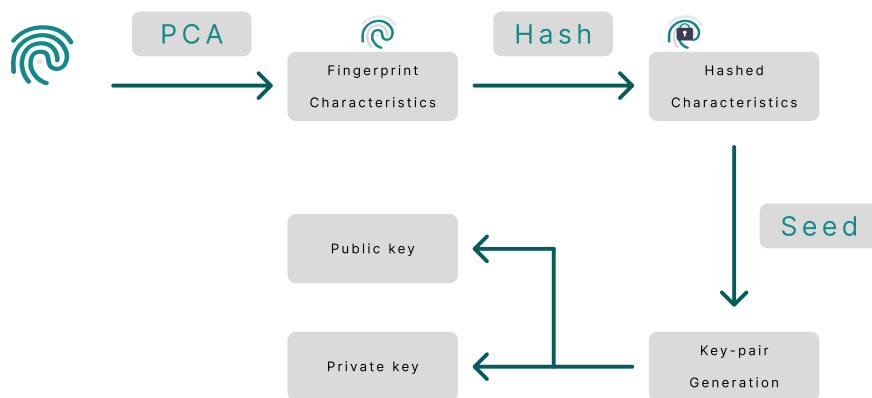 PCA
Hash
Fingerprint
Characteristics
Hashed
Characteristics
Seed
Public key
Private key
Key-pair
Generation